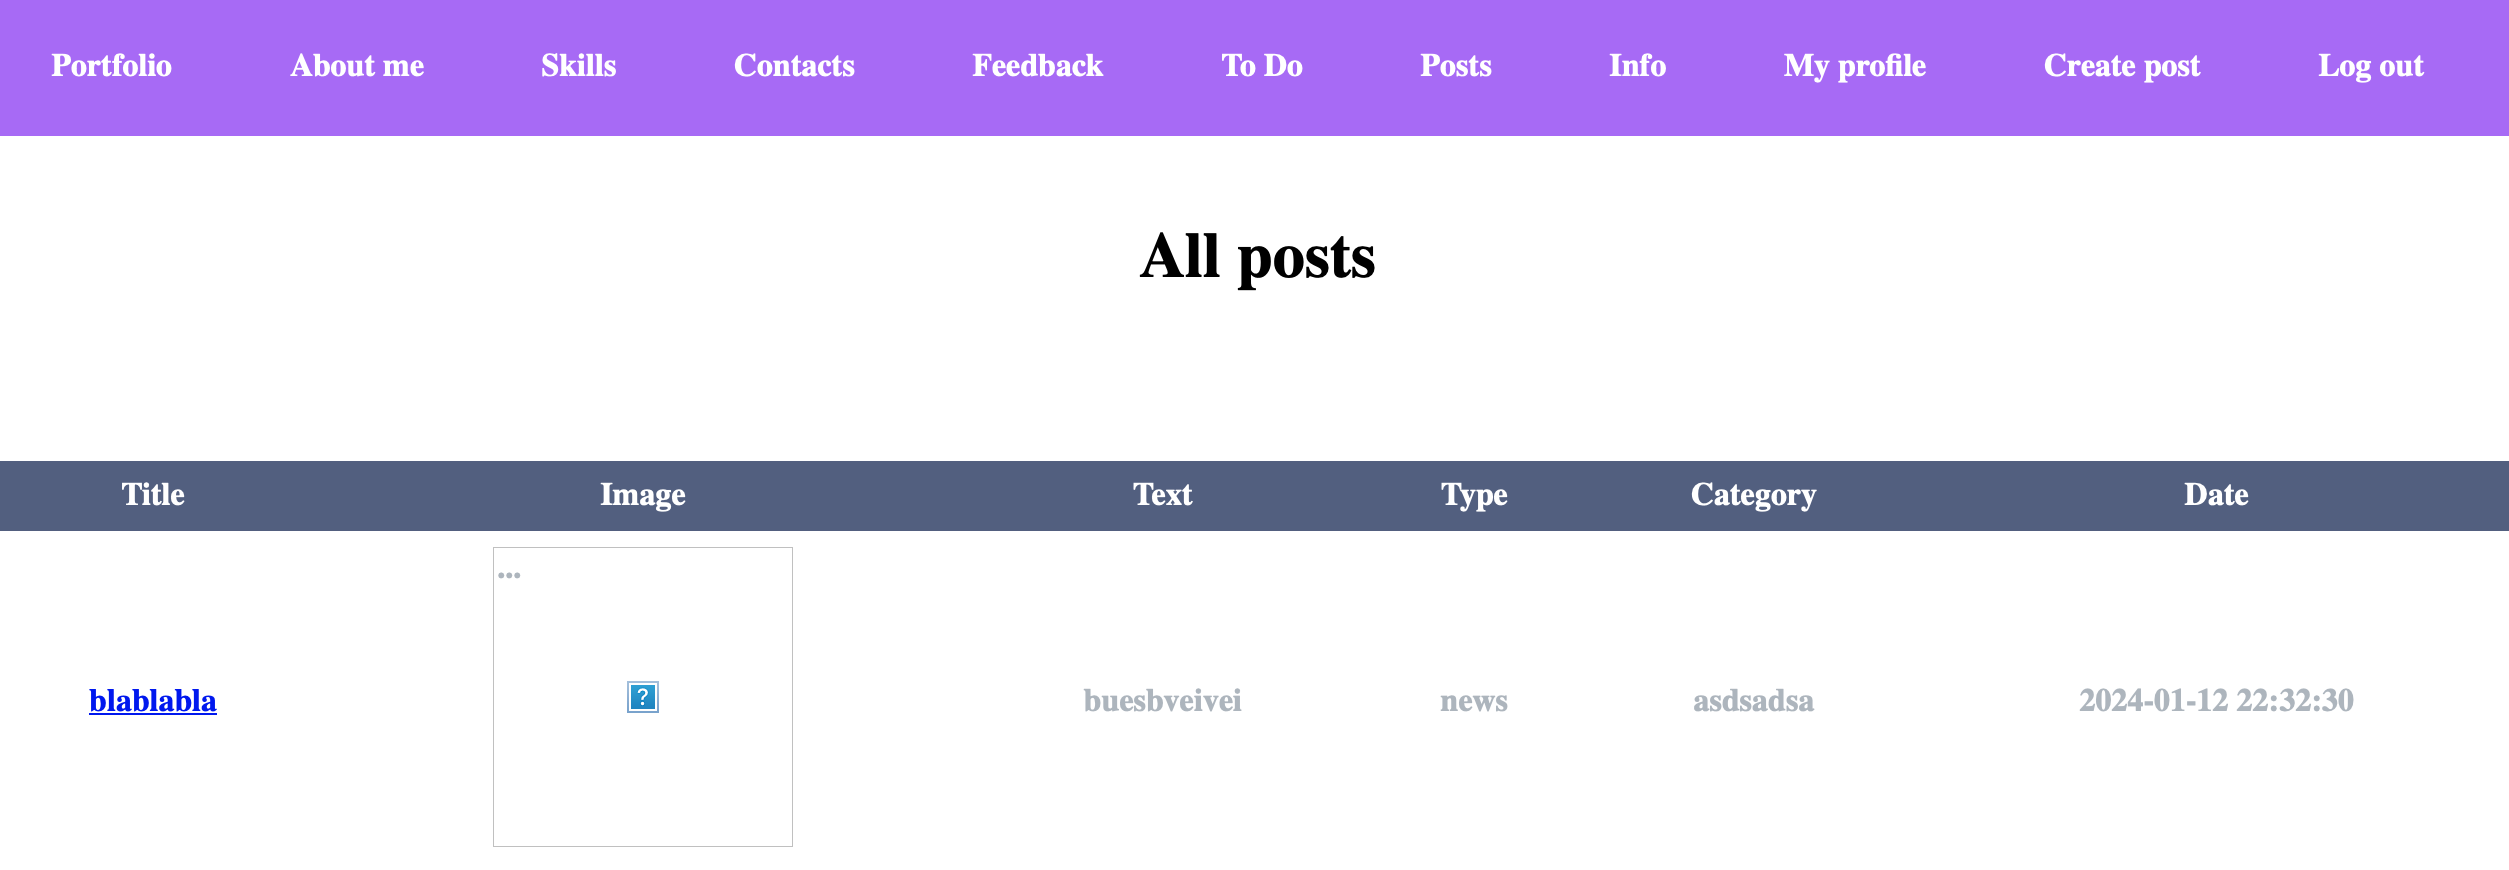 Portfolio About me Skills Contacts Feedback To Do Posts Info My profile Create post Log out
All posts
Title Image Text Type Category Date
...
blablabla ? buesbveivei news asdsadsa 2024-01-12 22:32:30